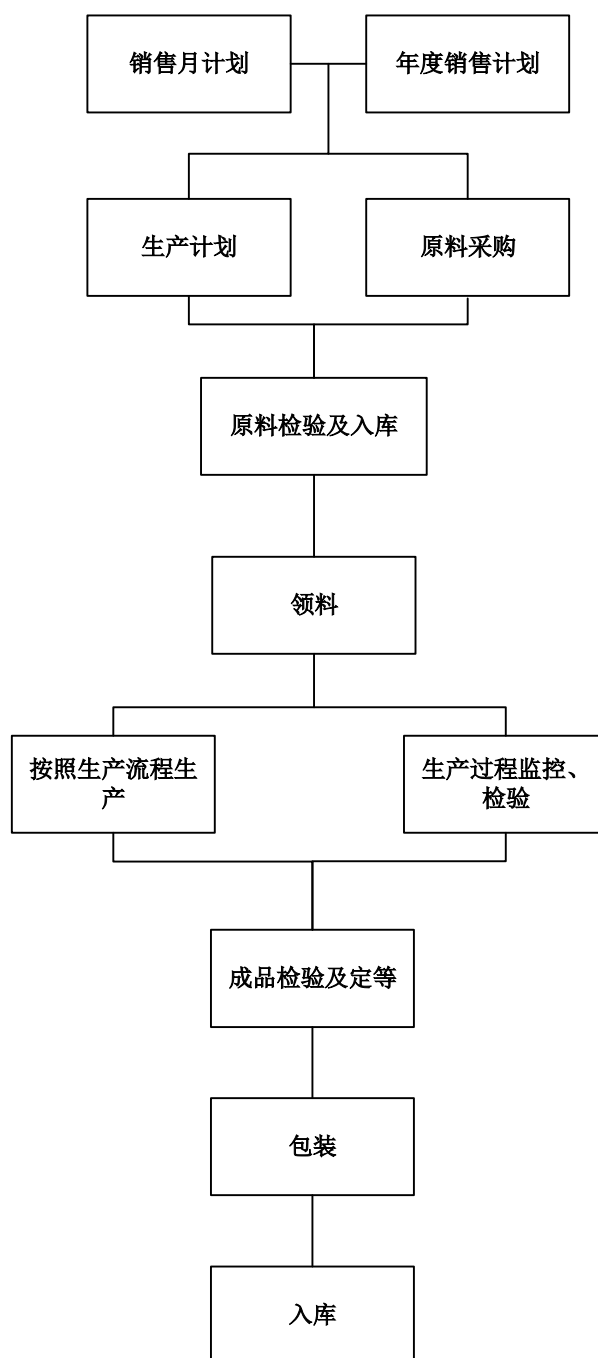 销售月计划
年度销售计划
生产计划
原料采购
原料检验及入库
领料
按照生产流程生
产
生产过程监控、
检验
成品检验及定等
包装
入库